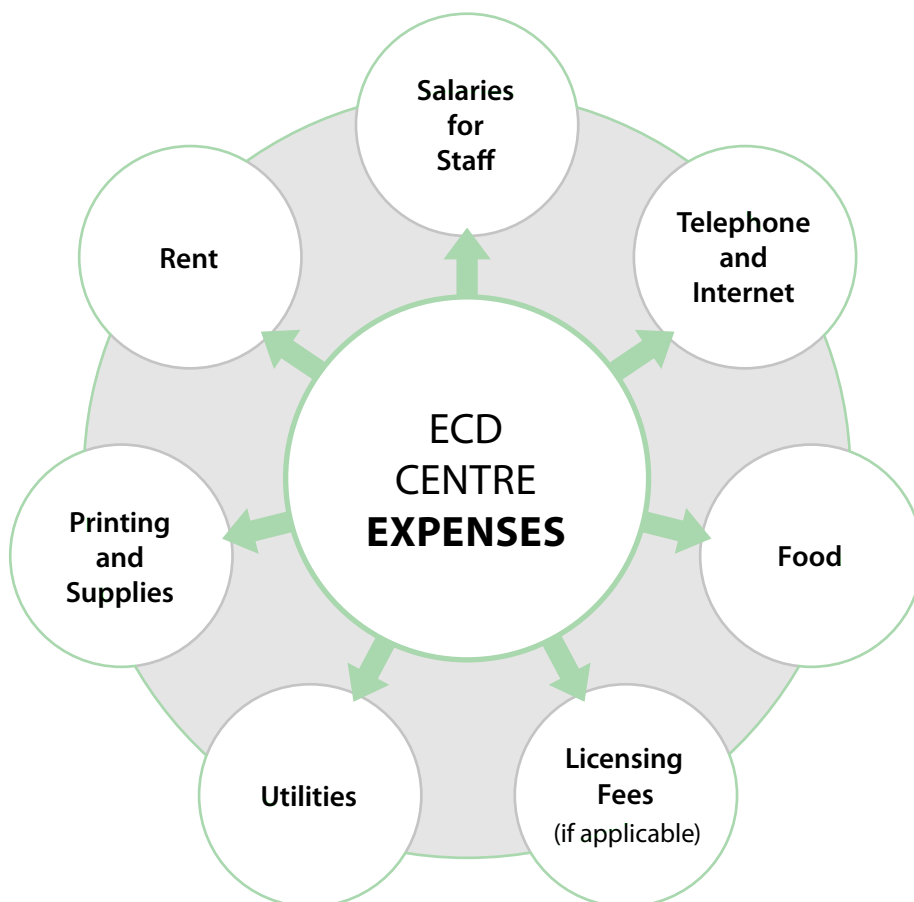 Salaries
for
Staff
Telephone
and
Internet
Rent
ECD
CENTRE
EXPENSES
Printing
and
Supplies
Food
Utilities
Licensing
Fees
(if applicable)